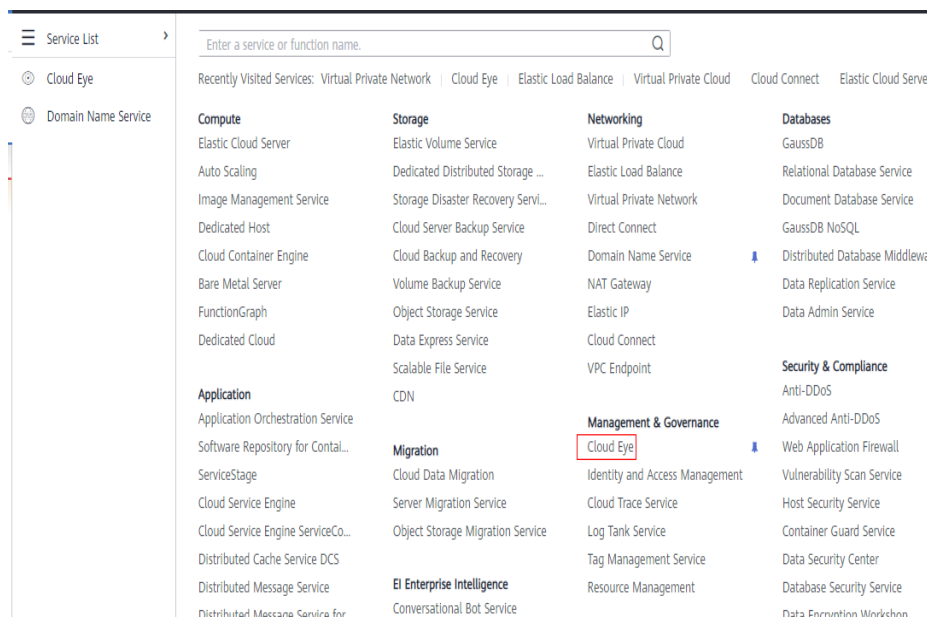 Service List
Cloud Eye
Domain Name Service
Enter a service or function name.
Recently Visited Services: Virtual Private Network | Cloud Eye | Elastic Load Balance | Virtual Private Cloud Cloud Connect Elastic Cloud Serve
Compute
Elastic Cloud Server
Auto Scaling
Image Management Service
Dedicated Host
Cloud Container Engine
Bare Metal Server
FunctionGraph
Dedicated Cloud
Application
Application Orchestration Service
Software Repository for Contai...
ServiceStage
Cloud Service Engine
Cloud Service Engine ServiceCo...
Distributed Cache Service DCS
Distributed Message Service
Distributed Message Service for
Storage
Elastic Volume Service
Dedicated Distributed Storage ...
Storage Disaster Recovery Servi...
Cloud Server Backup Service
Cloud Backup and Recovery
Volume Backup Service
Object Storage Service
Data Express Service
Scalable File Service
CDN
Migration
Cloud Data Migration
Server Migration Service
Object Storage Migration Service
EI Enterprise Intelligence
Conversational Bot Service
Networking
Virtual Private Cloud
Elastic Load Balance
Virtual Private Network
Direct Connect
Domain Name Service
NAT Gateway
Elastic IP
Cloud Connect
VPC Endpoint
Management & Governance
Cloud Eye
Identity and Access Management
Cloud Trace Service
Log Tank Service
Tag Management Service
Resource Management
Databases
GaussDB
Relational Database Service
Document Database Service
GaussDB NoSQL
Distributed Database Middlewa
Data Replication Service
Data Admin Service
Security & Compliance
Anti-DDoS
Advanced Anti-DDoS
Web Application Firewall
Vulnerability Scan Service
Host Security Service
Container Guard Service
Data Security Center
Database Security Service
Data Encryption Workshop